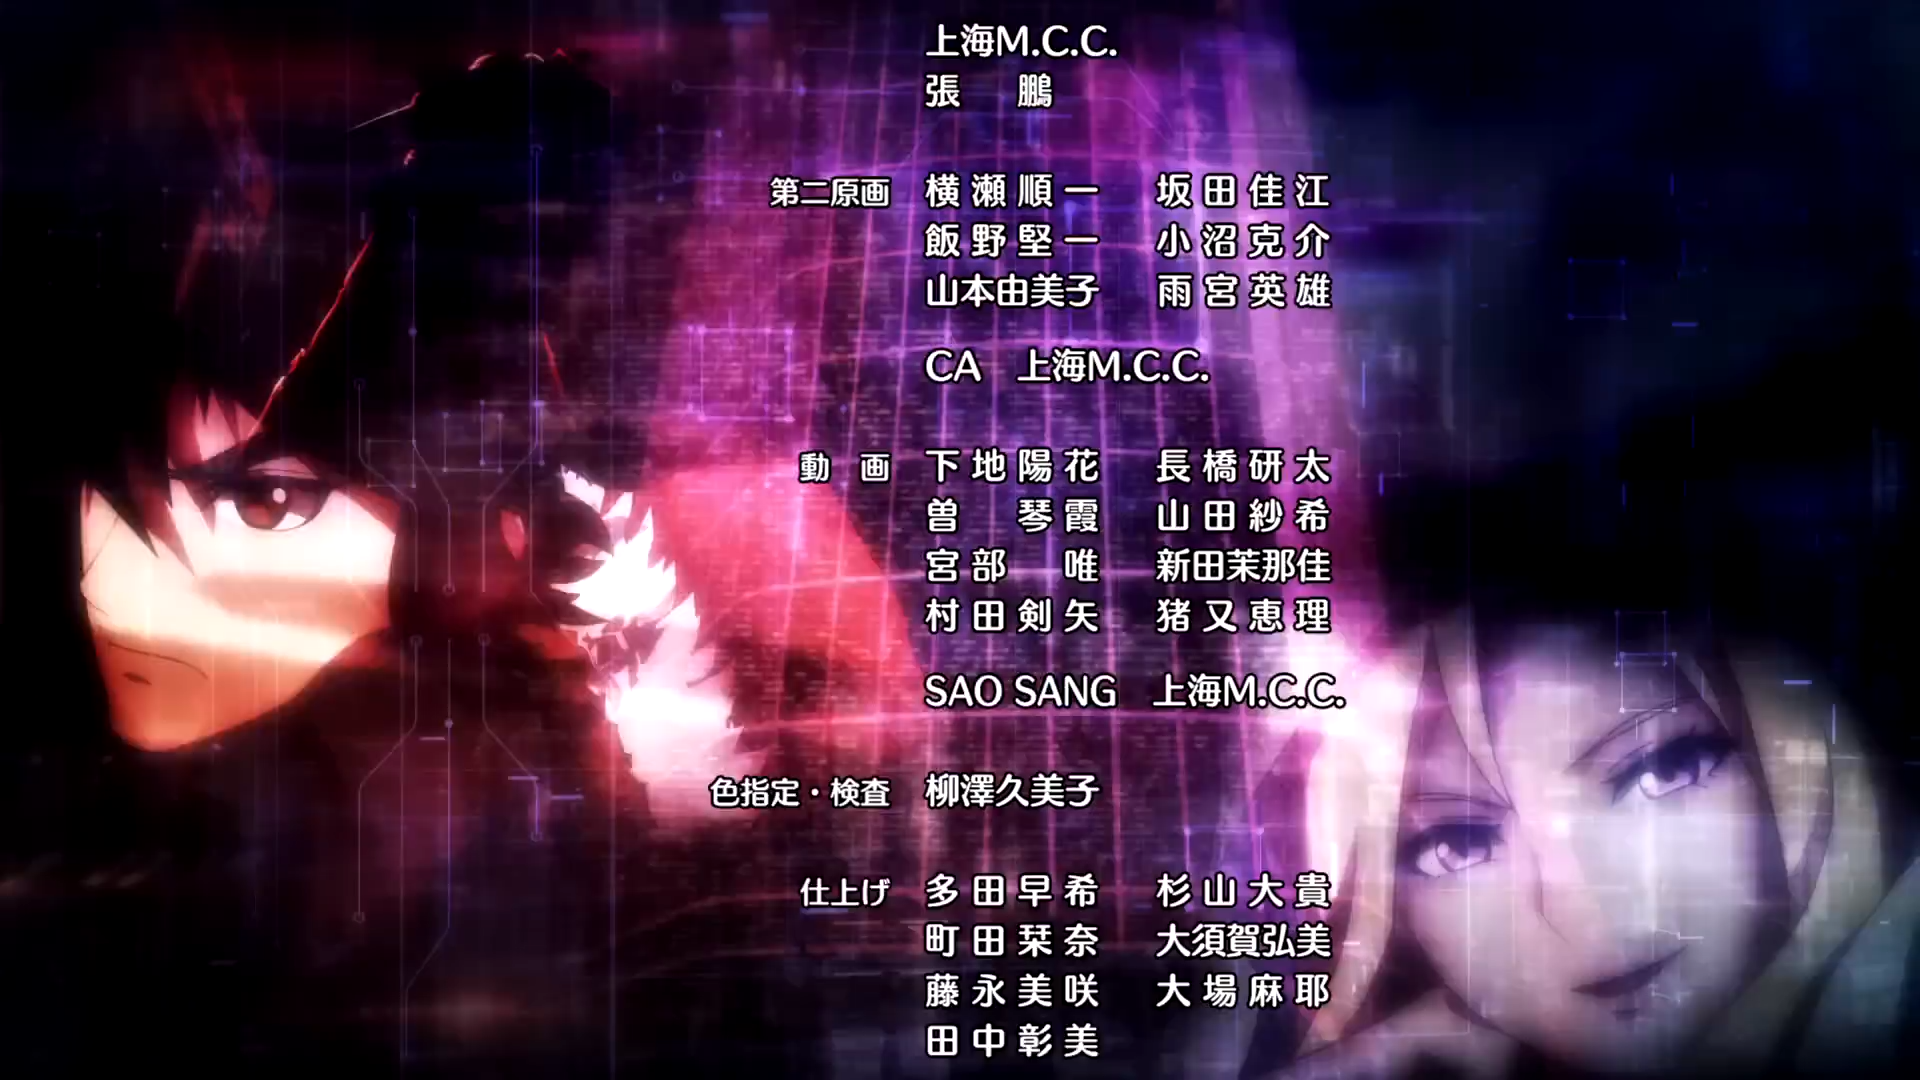 上海M.C.C.
張　鵬
第二原画　横瀬順一　坂田佳江
飯野堅一　小沼克介
山本由美子　雨宮英雄
CA　上海M.C.C.
動　画　下地陽花　長橋研太
曽　琴霞　山田紗希
宮部　唯　新田茉那佳
村田剣矢　猪又恵理
SAO SANG　上海M.C.C.
色指定・検査　柳澤久美子
仕上げ　多田早希　杉山大貴
町田栞奈　大須賀弘美
藤永美咲　大場麻耶
田中彰美